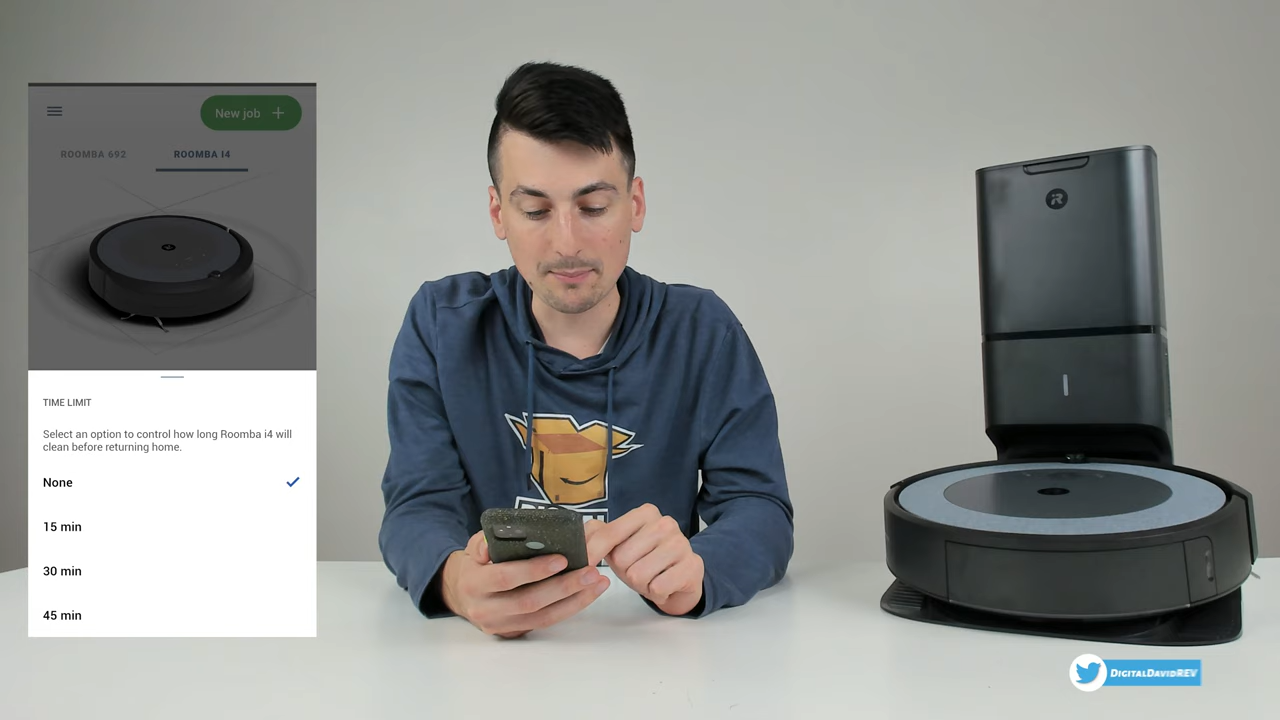 New job +
ROOMBA 692
ROOMBA I4
TIME LIMIT
Select an option to control how long Roomba i4 will
clean before returning home.
None
15 min
30 min
45 min
DIGITALDAVIDREV